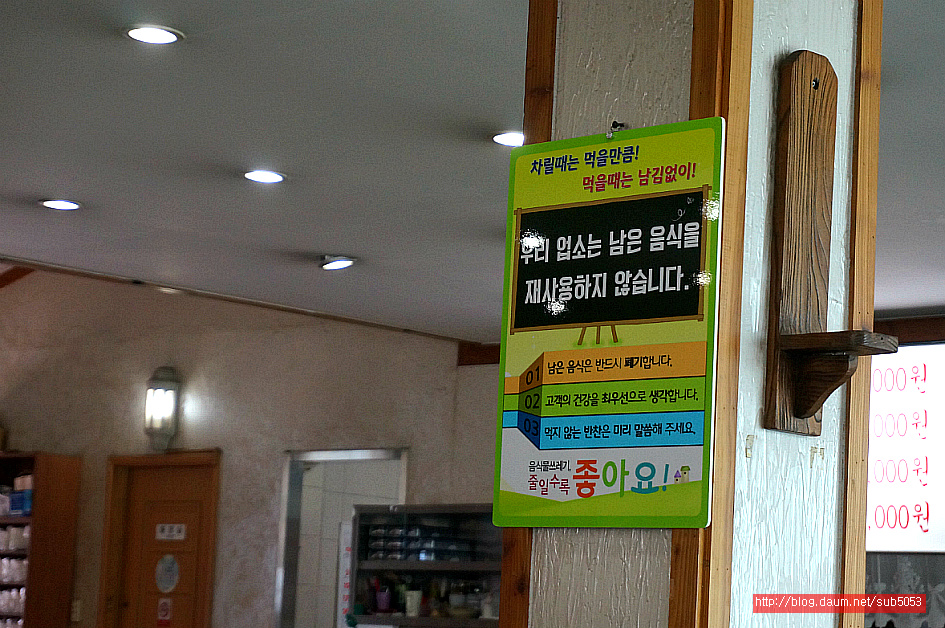 차릴때는 먹을만큼!
먹을때는 남김없이!
우리 업소는 남은 음식을
재사용하지 않습니다.
01 남은 음식은 반드시 폐기합니다.
02 고객의 건강을 최우선으로 생각합니다.
03 먹지 않는 반찬은 미리 말씀해 주세요.
음식물쓰레기,
줄일수록 좋아요!
000원
000원
000원
,000원
http://blog.daum.net/sub5053